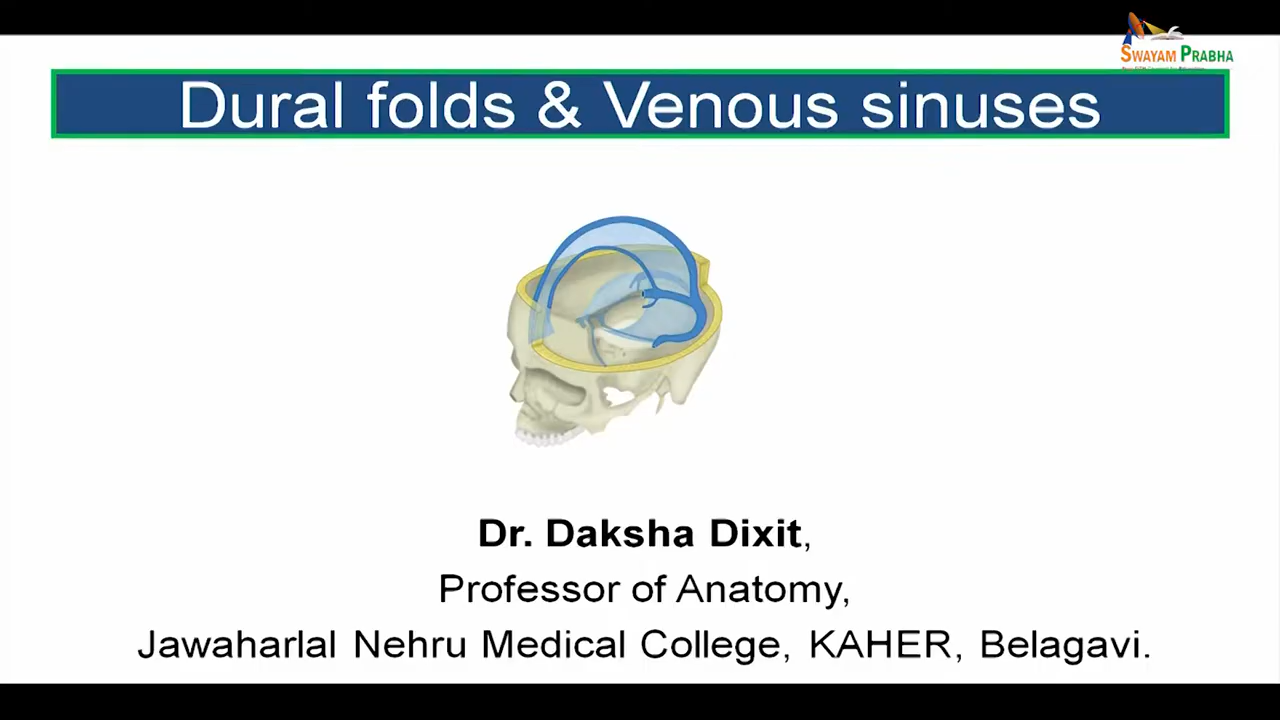 SWAYAM PRABHA
Dural folds & Venous sinuses
Dr. Daksha Dixit,
Professor of Anatomy,
Jawaharlal Nehru Medical College, KAHER, Belagavi.